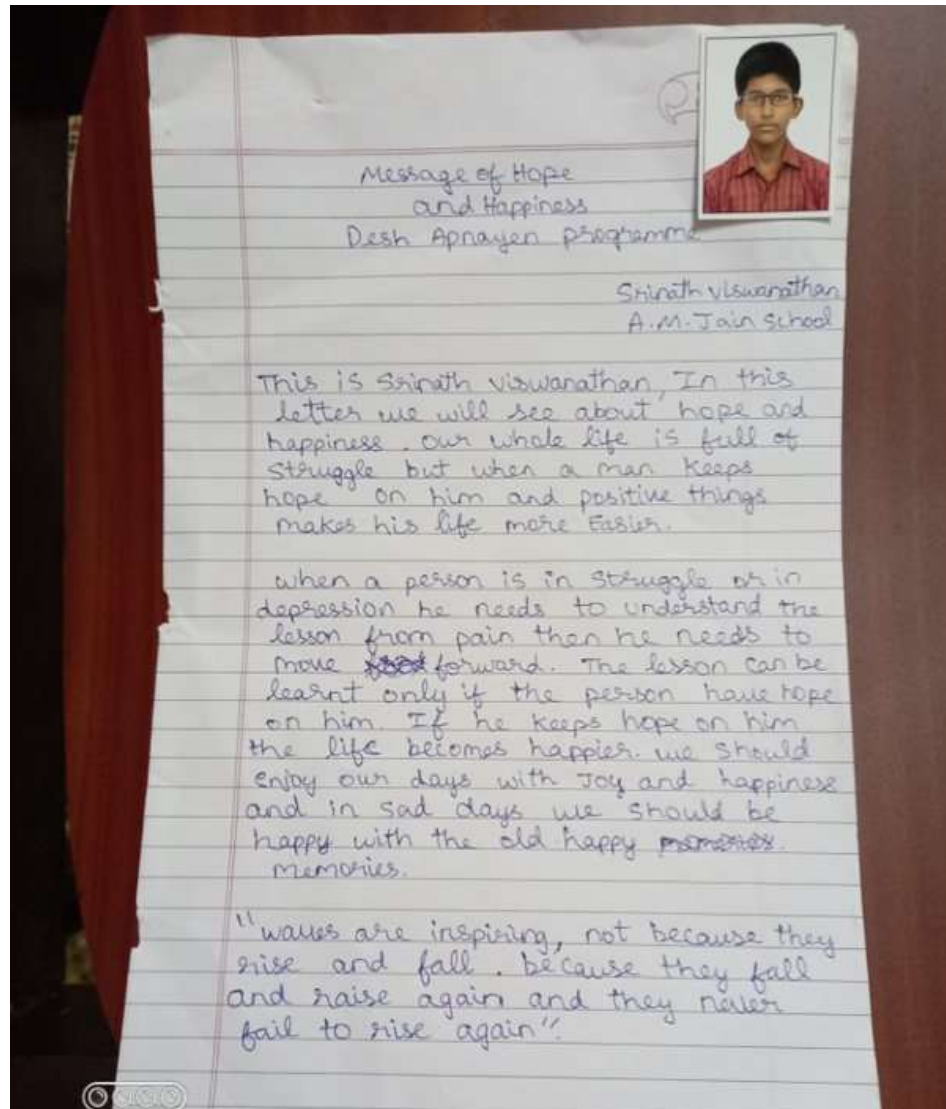 Message of Hope
and Happiness
Desh Apnayen Programme
Srinath Viswanathan
A.M. Jain School
This is Srinath Viswanathan, In this
letter we will see about hope and
happiness. Our whole life is full of
Struggle but when a man Keeps
hope on him and positive things
makes his life more Easier.
when a person is in Struggle or in
depression he needs to understand the
lesson from pain then he needs to
move forward. The lesson can be
learnt only if the person have hope
on him. If he keeps hope on him
the life becomes happier. we should
enjoy our days with Joy and happinese
and in sad days we should be
happy with the old happy
memories.
"waves are inspiring, not because they
rise and fall. because they fall
and raise again and they never
fail to rise again".